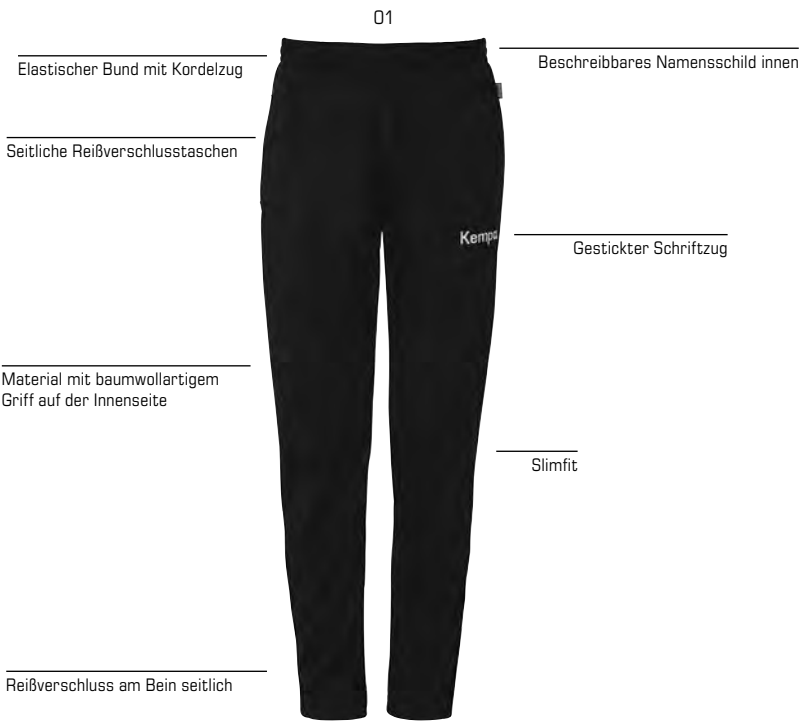 01
Elastischer Bund mit Kordelzug
Beschreibbares Namensschild innen
Seitliche Reißverschlusstaschen
Kempa
Gestickter Schriftzug
Material mit baumwollartigem
Griff auf der Innenseite
Slimfit
Reißverschluss am Bein seitlich